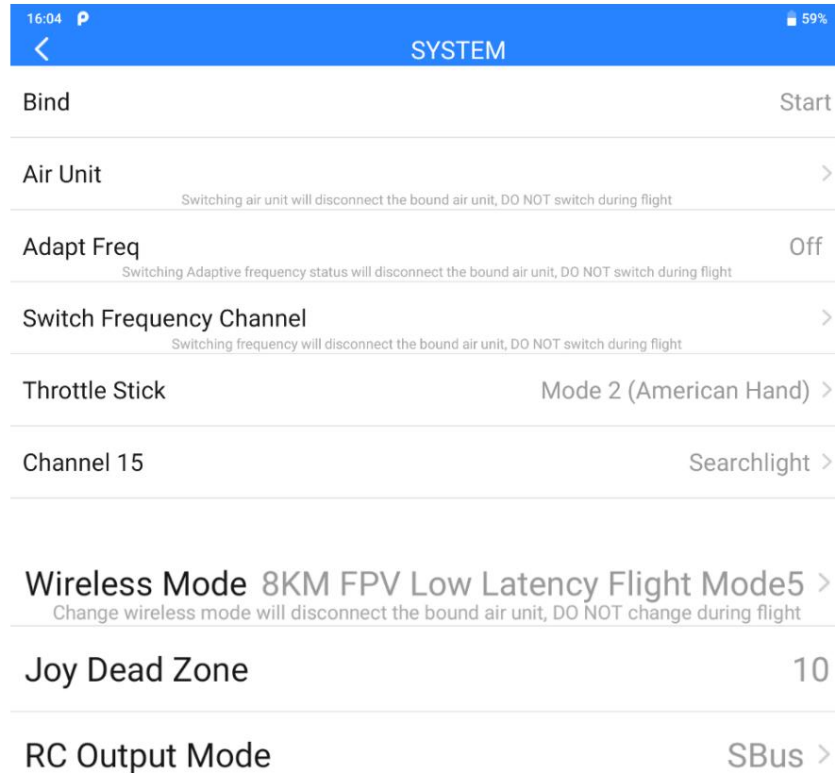 16:04 59%
SYSTEM
Bind Start
Air Unit
Switching air unit will disconnect the bound air unit, DO NOT switch during flight
Adapt Freq Off
Switching Adaptive frequency status will disconnect the bound air unit, DO NOT switch during flight
Switch Frequency Channel
Switching frequency will disconnect the bound air unit, DO NOT switch during flight
Throttle Stick Mode 2 (American Hand)
Channel 15 Searchlight
Wireless Mode 8KM FPV Low Latency Flight Mode5
Change wireless mode will disconnect the bound air unit, DO NOT change during flight
Joy Dead Zone 10
RC Output Mode SBus